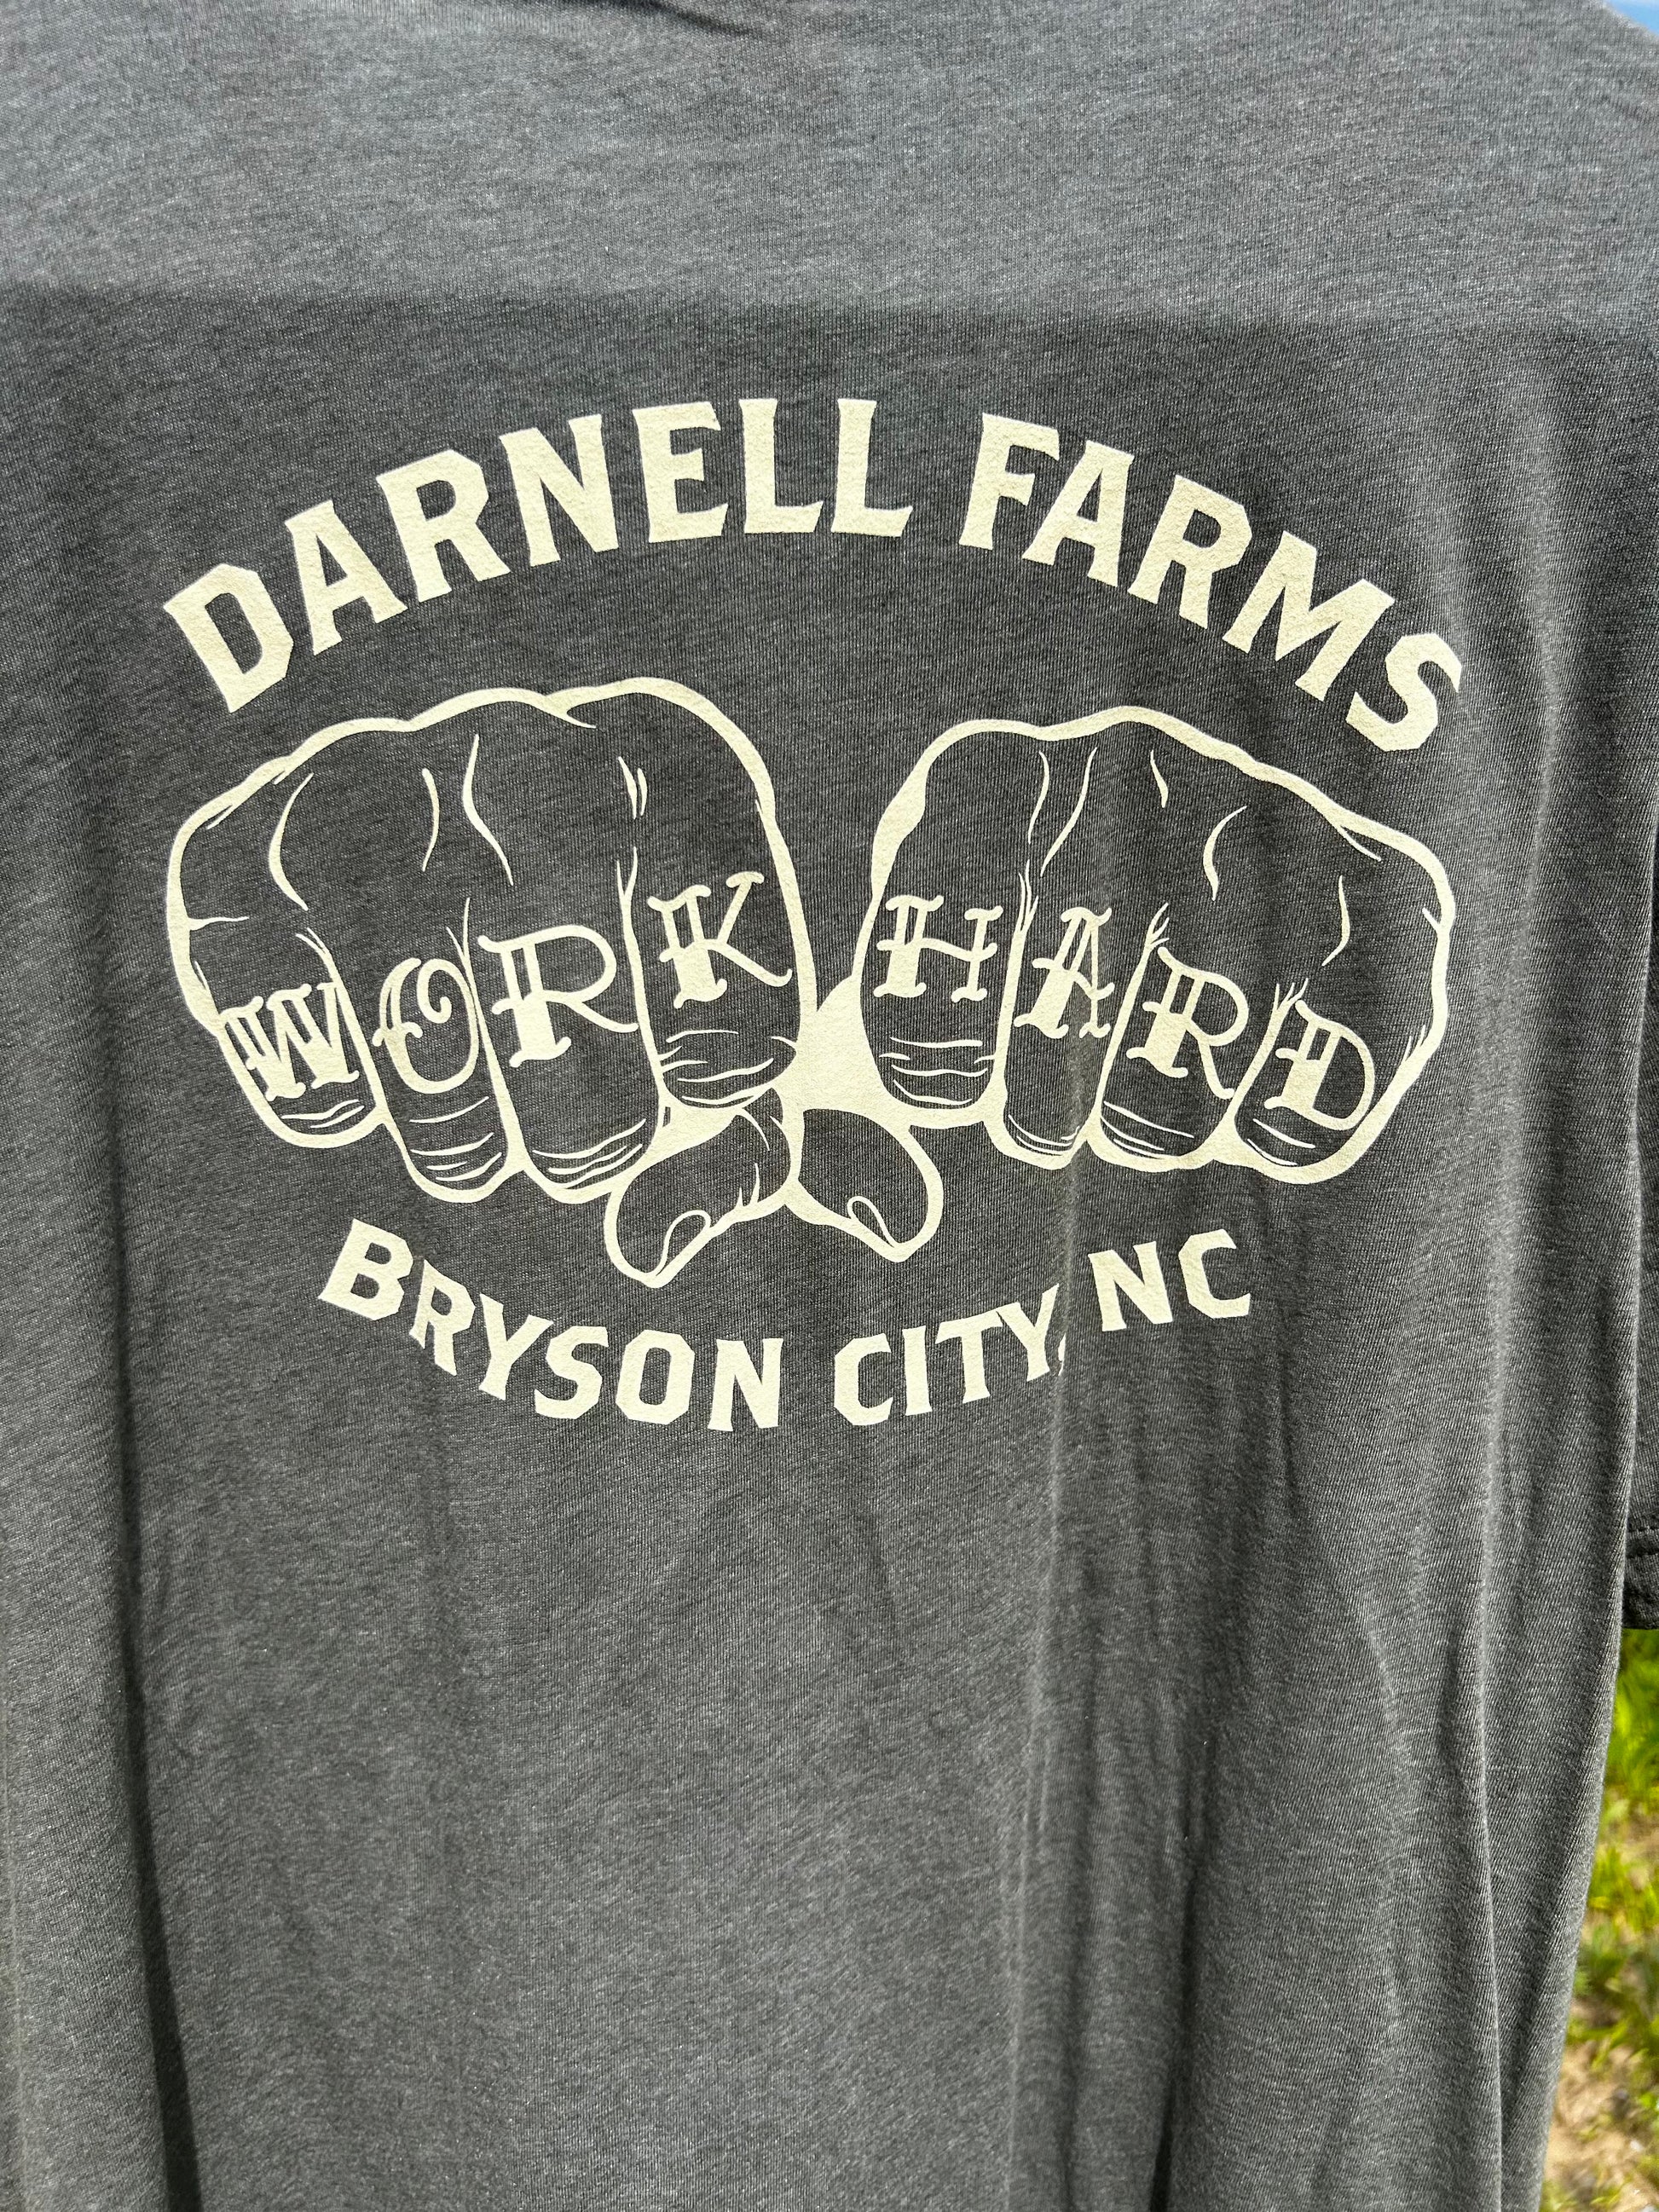 DARNELL FARMS
WORK HARD
BRYSON CITY, NC